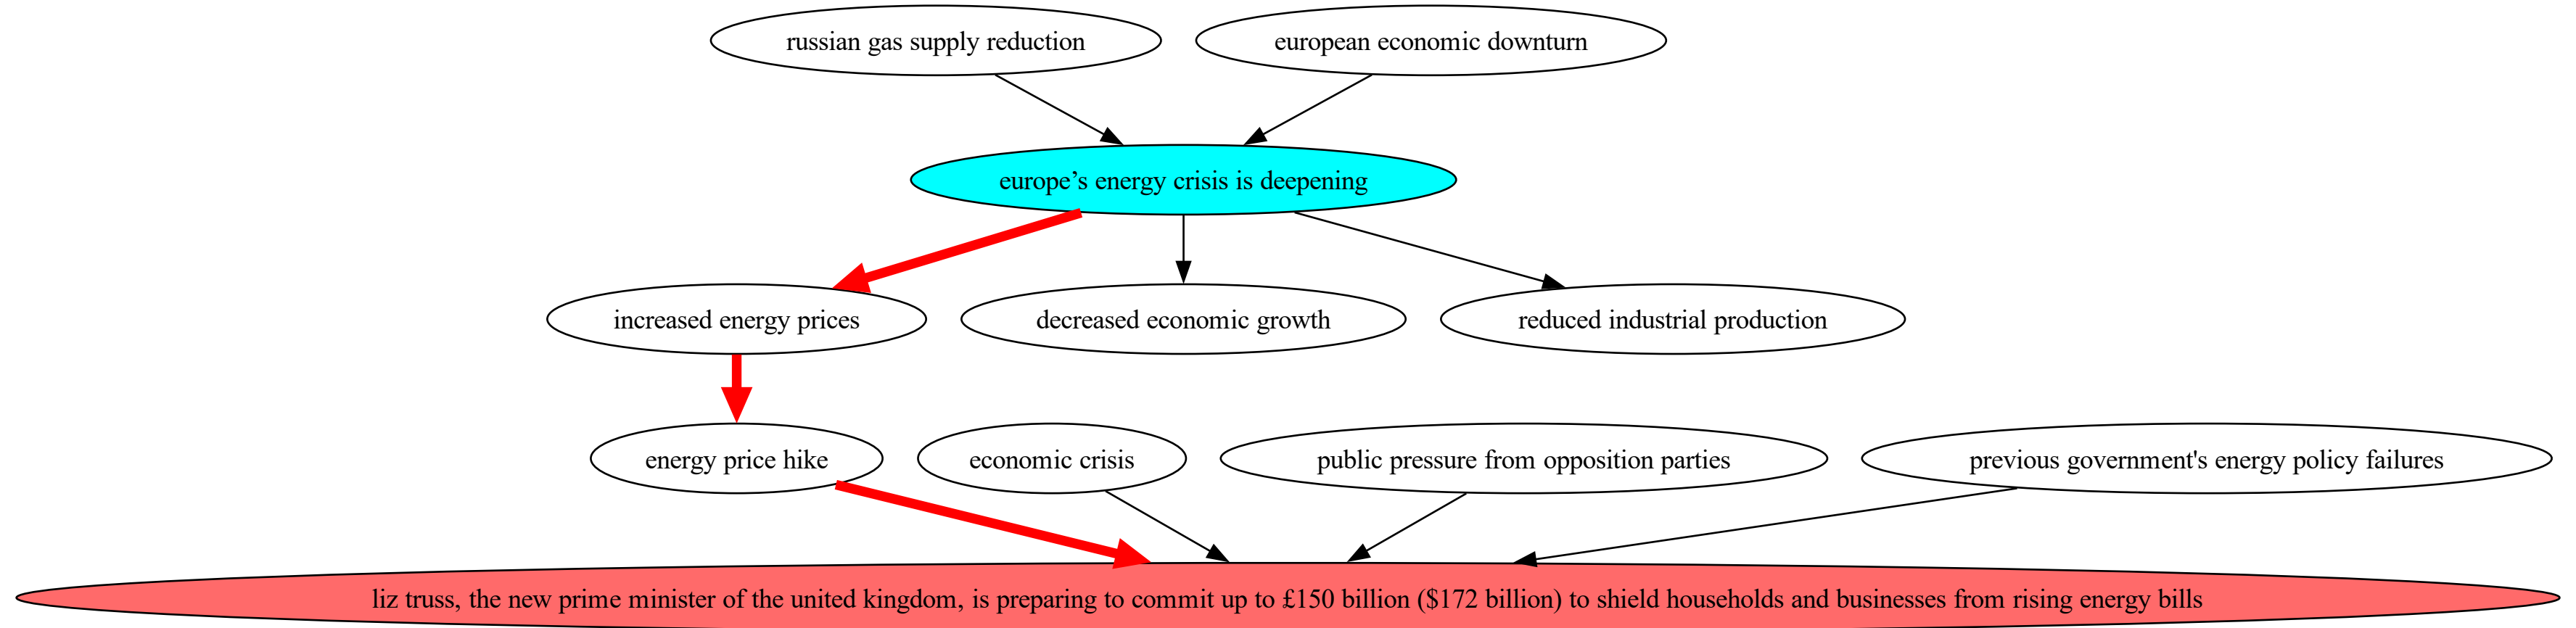 russian gas supply reduction
european economic downturn
europe’s energy crisis is deepening
increased energy prices
decreased economic growth
reduced industrial production
energy price hike
economic crisis
public pressure from opposition parties
previous government's energy policy failures
liz truss, the new prime minister of the united kingdom, is preparing to commit up to £150 billion ($172 billion) to shield households and businesses from rising energy bills